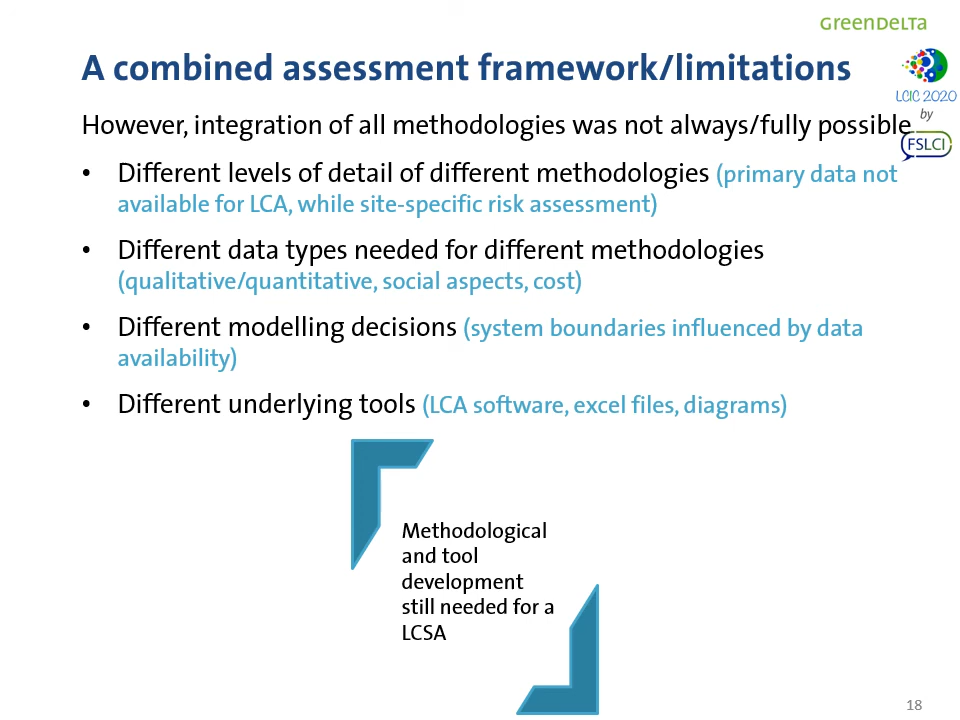 GreenDelta
A combined assessment framework/limitations
LCIC 2020
by
FSLCI
However, integration of all methodologies was not always/fully possible
• Different levels of detail of different methodologies (primary data not
available for LCA, while site-specific risk assessment)
• Different data types needed for different methodologies
(qualitative/quantitative, social aspects, cost)
• Different modelling decisions (system boundaries influenced by data
availability)
• Different underlying tools (LCA software, excel files, diagrams)
Methodological
and tool
development
still needed for a
LCSA
18